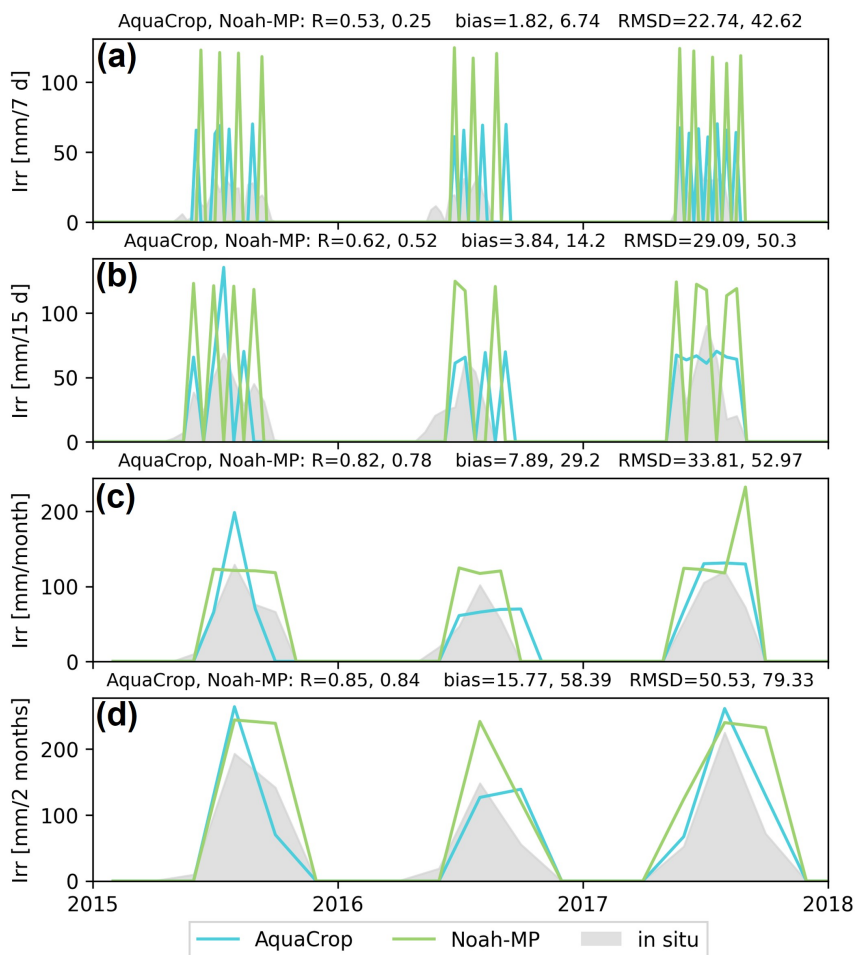 AquaCrop, Noah-MP: R=0.53, 0.25 bias=1.82, 6.74 RMSD=22.74, 42.62
(a)
Irr [mm/7 d]
100
50
0
AquaCrop, Noah-MP: R=0.62, 0.52 bias=3.84, 14.2 RMSD=29.09, 50.3
(b)
Irr [mm/15 d]
100
50
0
AquaCrop, Noah-MP: R=0.82, 0.78 bias=7.89, 29.2 RMSD=33.81, 52.97
(c)
Irr [mm/month]
200
100
0
AquaCrop, Noah-MP: R=0.85, 0.84 bias=15.77, 58.39 RMSD=50.53, 79.33
(d)
Irr [mm/2 months]
200
100
0
2015 2016 2017 2018
AquaCrop Noah-MP in situ